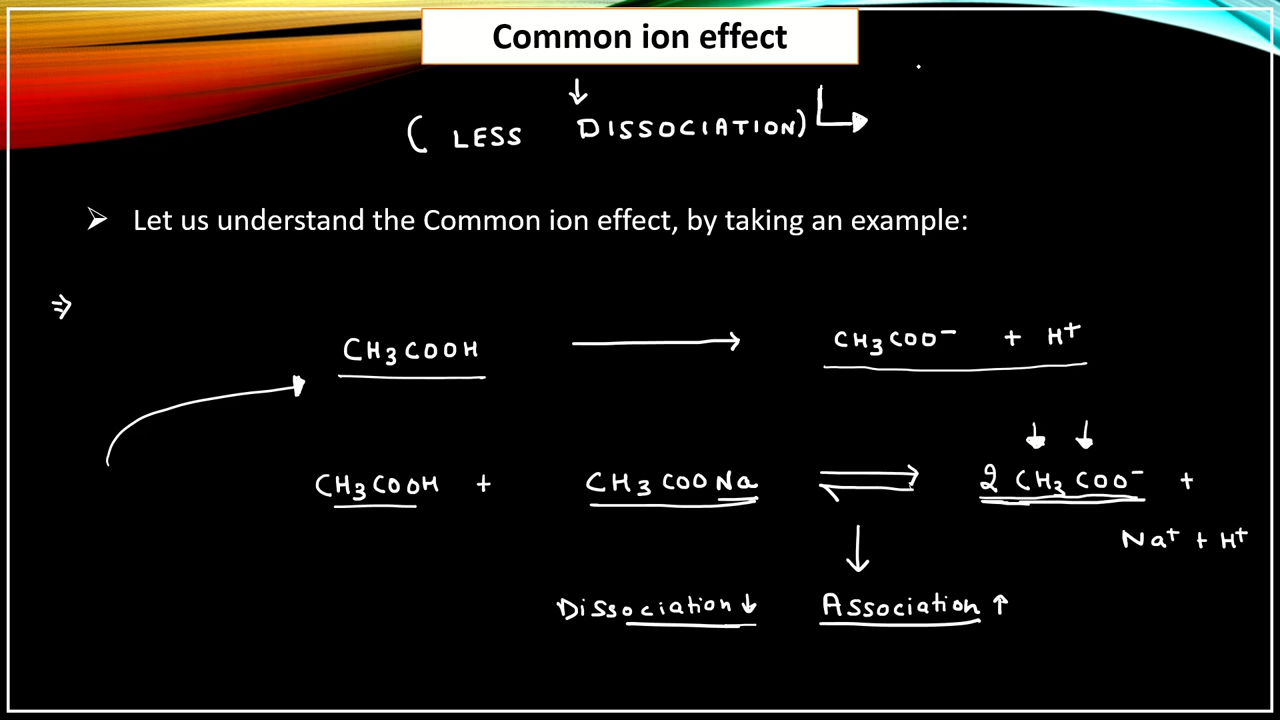 Common ion effect
↓
( LESS DISSOCIATION) ↳
➤ Let us understand the Common ion effect, by taking an example:
⇒
CH3COOH ⟶ CH3COO⁻ + H⁺
CH3COOH + CH3COONa ⇌ 2 CH3COO⁻ +
Na⁺ + H⁺
Dissociation ↓ Association ↑